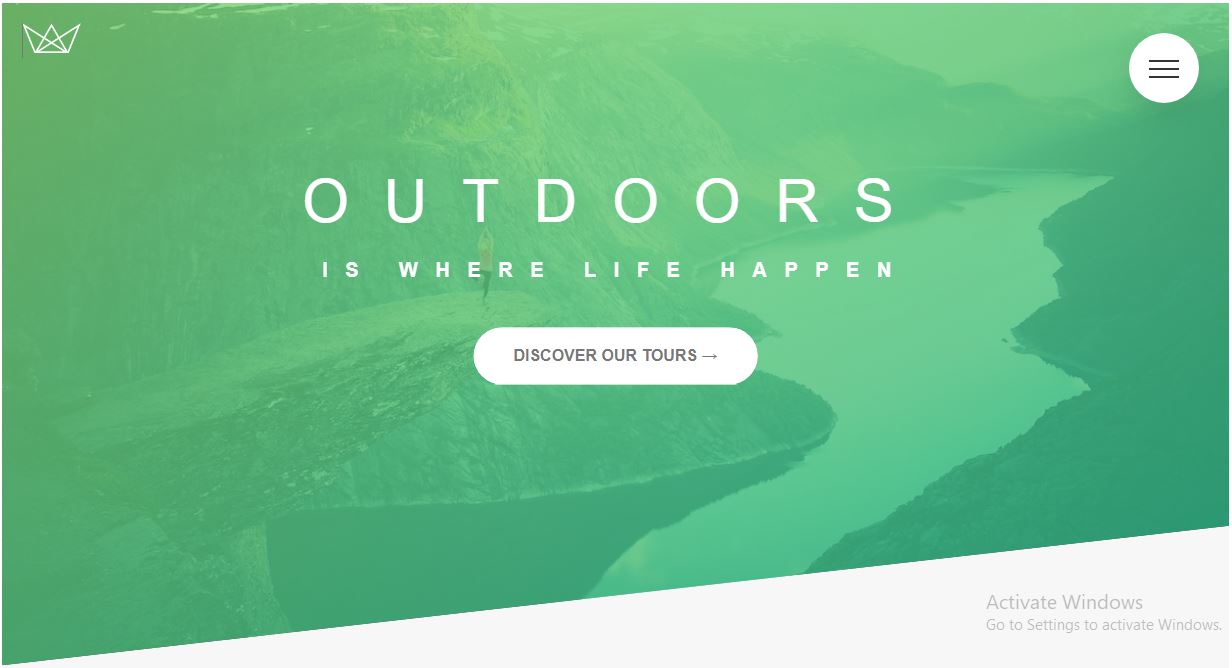 OUTDOORS
IS WHERE LIFE HAPPEN
DISCOVER OUR TOURS →
Activate Windows
Go to Settings to activate Windows.